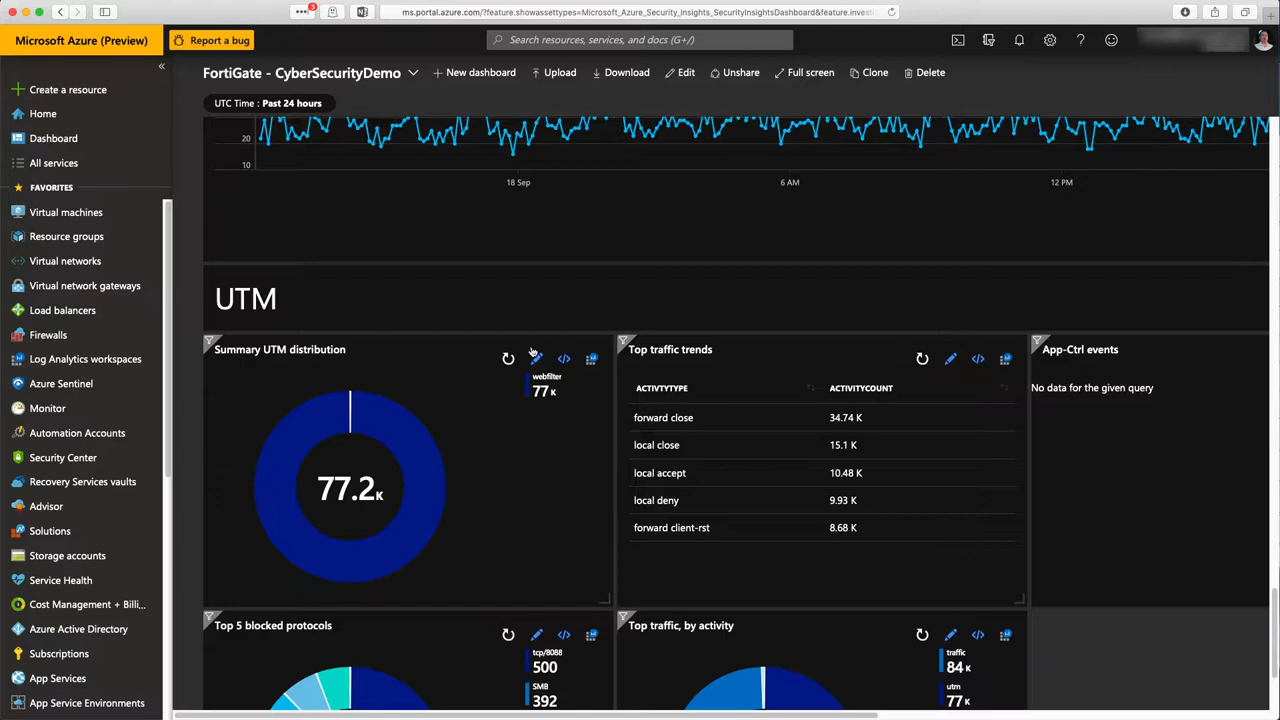 3
ms.portal.azure.com/?feature.showassettypes=Microsoft_Azure_Security_Insights_SecurityInsightsDashboard&feature.investi
Microsoft Azure (Preview)
Report a bug
Search resources, services, and docs (G+/)
FortiGate - CyberSecurityDemo
New dashboard
Upload
Download
Edit
Unshare
Full screen
Clone
Delete
UTC Time : Past 24 hours
Create a resource
Home
Dashboard
All services
FAVORITES
Virtual machines
Resource groups
Virtual networks
Virtual network gateways
Load balancers
Firewalls
Log Analytics workspaces
Azure Sentinel
Monitor
Automation Accounts
Security Center
Recovery Services vaults
Advisor
Solutions
Storage accounts
Service Health
Cost Management + Billi...
Azure Active Directory
Subscriptions
App Services
App Service Environments
20
10
18 Sep
6 AM
12 PM
UTM
Summary UTM distribution
webfilter
77 K
77.2K
Top traffic trends
ACTIVTYTYPE
ACTIVITYCOUNT
forward close
34.74 K
local close
15.1 K
local accept
10.48 K
local deny
9.93 K
forward client-rst
8.68 K
App-Ctrl events
No data for the given query
Top 5 blocked protocols
tcp/8088
500
SMB
392
Top traffic, by activity
traffic
84 K
utm
77 K